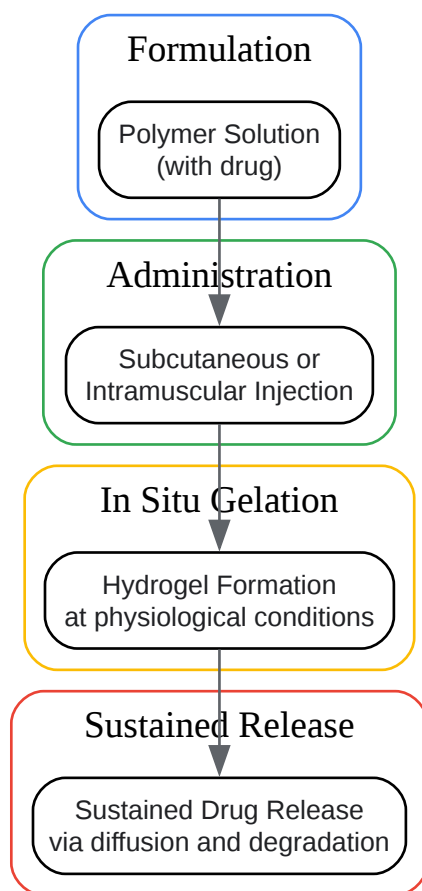 Formulation
Polymer Solution
(with drug)
Administration
Subcutaneous or
Intramuscular Injection
In Situ Gelation
Hydrogel Formation
at physiological conditions
Sustained Release
Sustained Drug Release
via diffusion and degradation